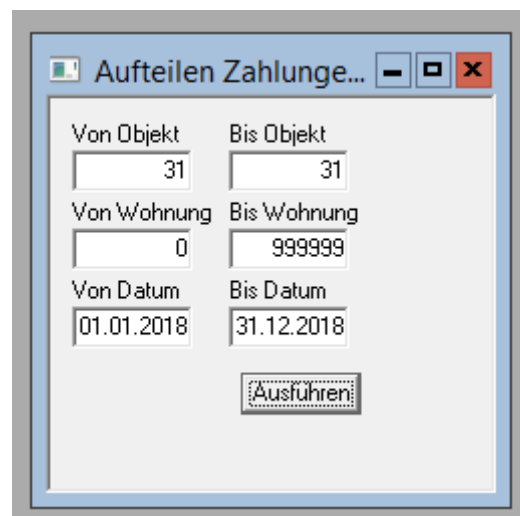 Aufteilen Zahlunge...
Von Objekt Bis Objekt
31 31
Von Wohnung Bis Wohnung
0 999999
Von Datum Bis Datum
01.01.2018 31.12.2018
Ausführen